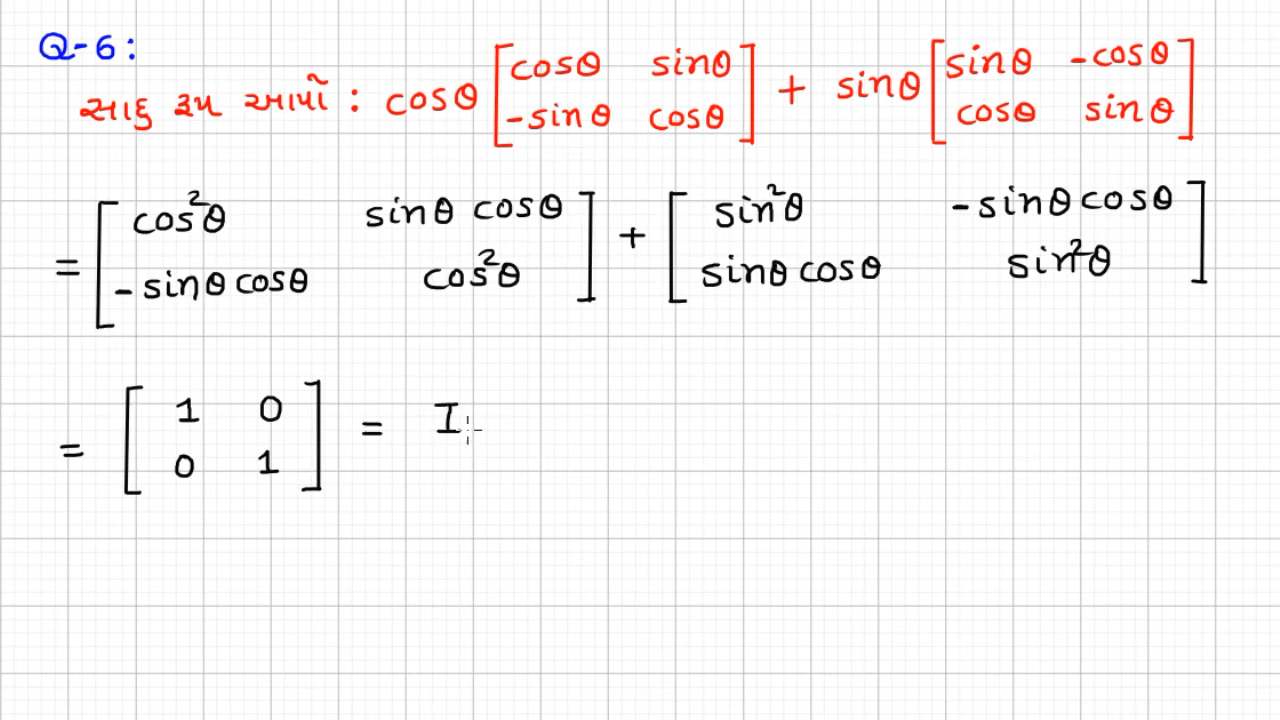 Q-6:
સાદુ રૂપ આપો : cosθ [cosθ sinθ -sinθ cosθ] + sinθ [sinθ -cosθ cosθ sinθ]
= [cos²θ sinθ cosθ -sinθ cosθ cos²θ] + [sin²θ -sinθ cosθ sinθ cosθ sin²θ]
= [1 0 0 1] = I